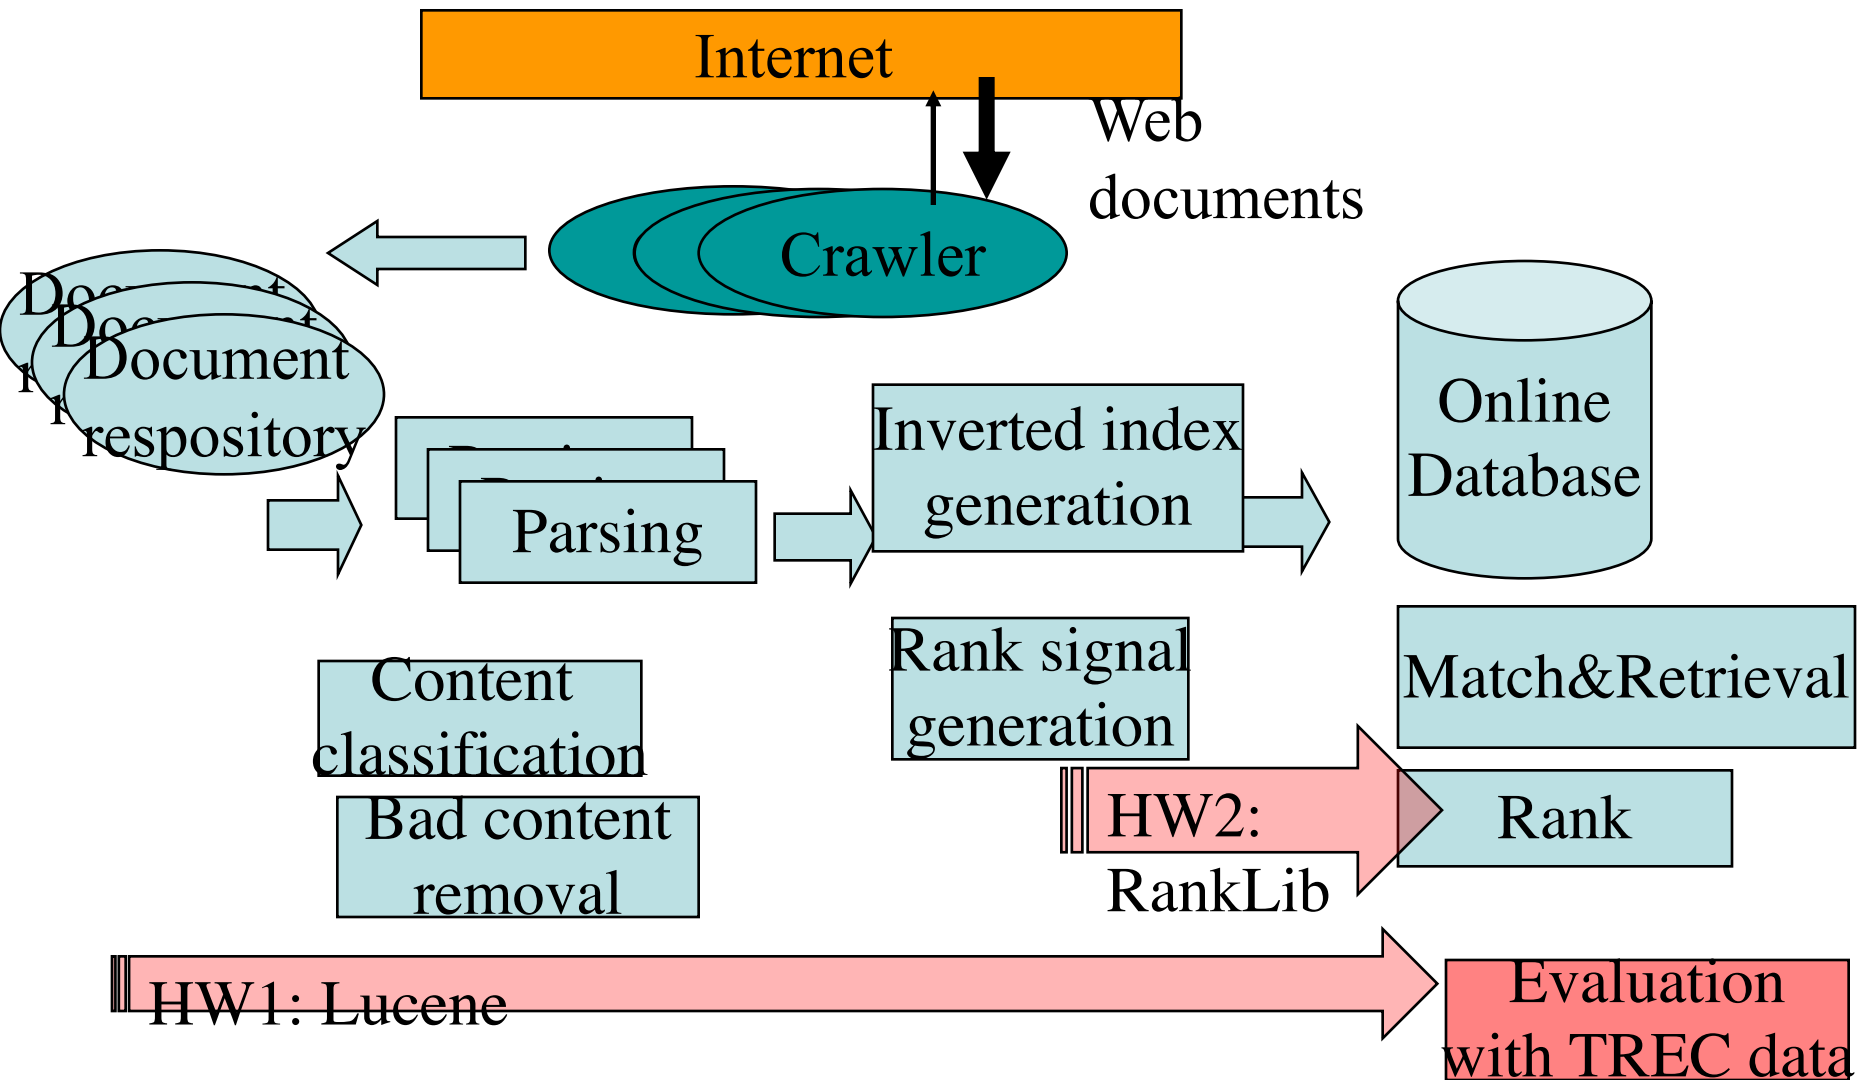 Internet
Web
documents
Crawler
Document
respository
Parsing
Inverted index
generation
Online
Database
Content
classification
Rank signal
generation
Match&Retrieval
Bad content
removal
HW2:
RankLib
Rank
HW1: Lucene
Evaluation
with TREC data